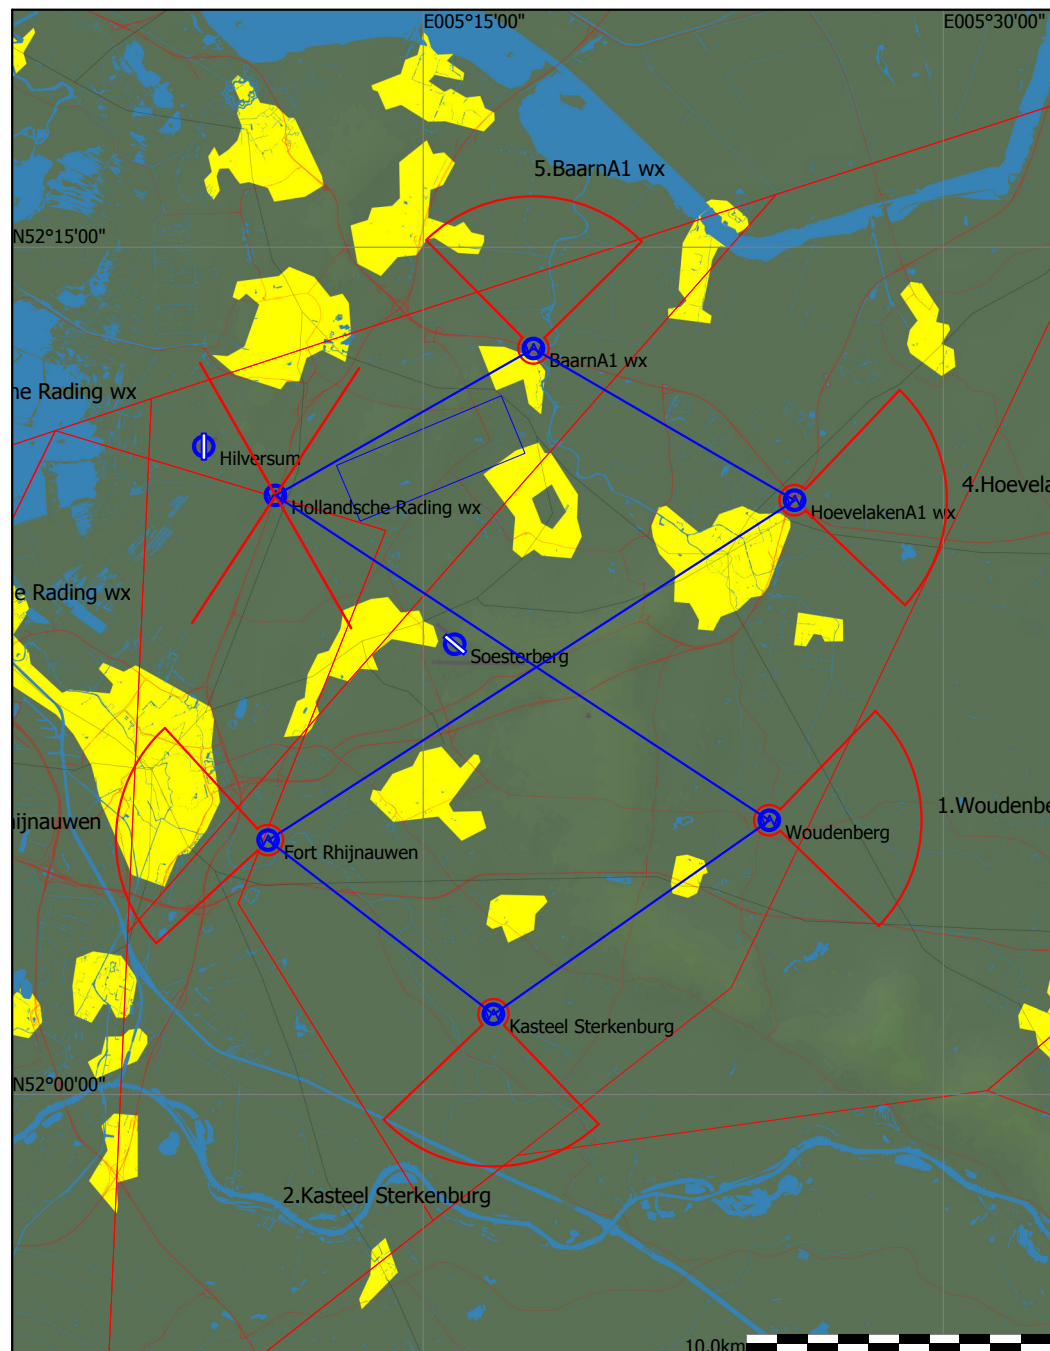 E005°15'00"
E005°30'00"
5.BaarnA1 wx
N52°15'00"
BaarnA1 wx
ne Rading wx
Hilversum
Hollandsche Rading wx
4.Hoevela
HoevelakenA1 wx
e Rading wx
Soesterberg
hijnauwen
1.Woudenbe
Woudenberg
Fort Rhijnauwen
Kasteel Sterkenburg
N52°00'00"
2.Kasteel Sterkenburg
10.0km